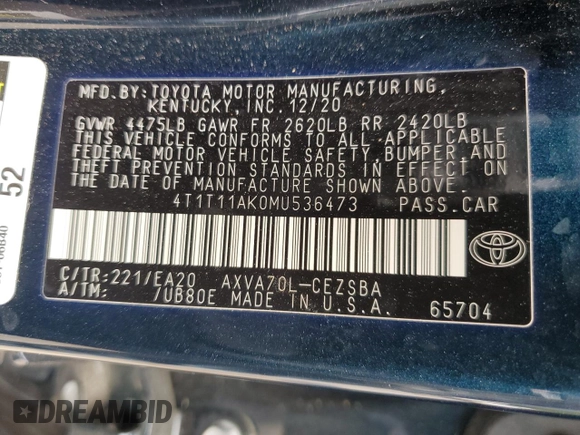 MFD.BY:TOYOTA MOTOR MANUFACTURING,
KENTUCKY, INC. 12/20
GVWR 4475LB GAWR FR 2620LB RR 2420LB
THIS VEHICLE CONFORMS TO ALL APPLICABLE
FEDERAL MOTOR VEHICLE SAFETY, BUMPER, AND
THEFT PREVENTION STANDARDS IN EFFECT ON
THE DATE OF MANUFACTURE SHOWN ABOVE.
4T1T11AK0MU536473 PASS.CAR
C/TR:221/EA20 AXVA70L-CEZSBA
A/TM: /UB80E MADE IN U.S.A.
65704
TOYOTA
52
DREAMBID